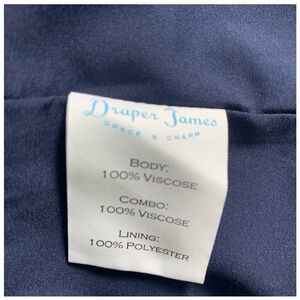 Draper James
GRACE & CHARM
BODY:
100% VISCOSE
COMBO:
100% VISCOSE
LINING:
100% POLYESTER